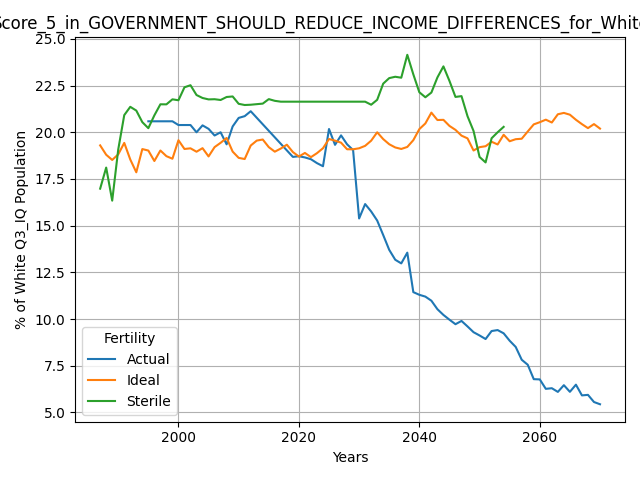 Score_5_in_GOVERNMENT_SHOULD_REDUCE_INCOME_DIFFERENCES_for_White
25.0
22.5
20.0
17.5
15.0
12.5
10.0
7.5
5.0
% of White Q3_IQ Population
Fertility
Actual
Ideal
Sterile
2000 2020 2040 2060
Years